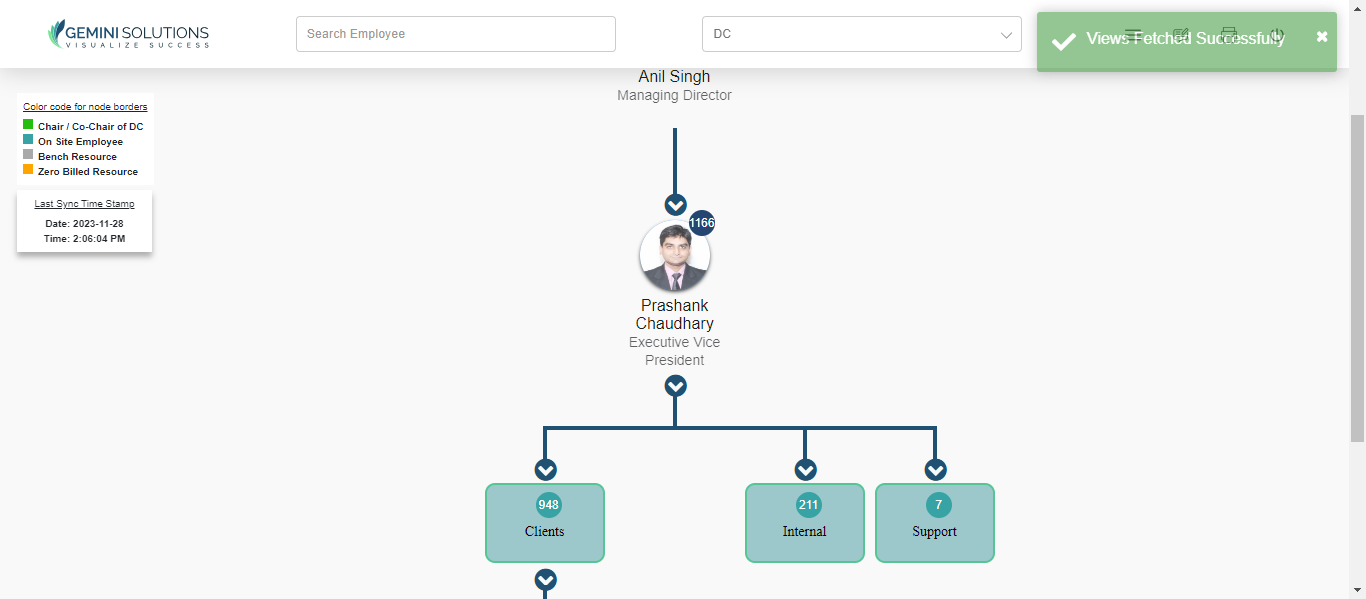 GEMINI SOLUTIONS
VISUALIZE SUCCESS
Search Employee
DC
Views Fetched Successfully
Anil Singh
Managing Director
Color code for node borders
Chair / Co-Chair of DC
On Site Employee
Bench Resource
Zero Billed Resource
Last Sync Time Stamp
Date: 2023-11-28
Time: 2:06:04 PM
1166
Prashank
Chaudhary
Executive Vice
President
948
Clients
211
Internal
7
Support